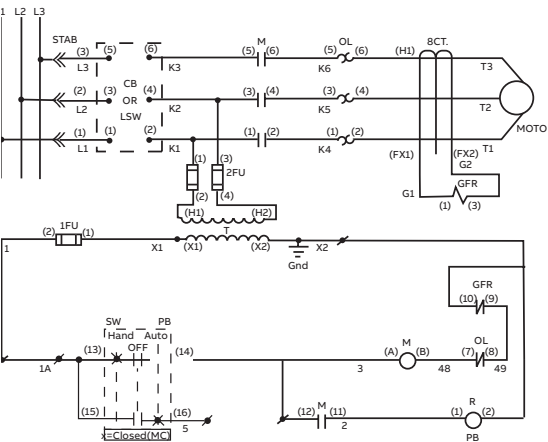 1 L2 L3
STAB
(3) (5) (6) M OL 8CT.
(5) (6) (5) (6) (H1)
L3 K3 K6 T3
CB
(2) (3) (4) (3) (4) (3) (4)
OR
L2 K2 K5 T2
LSW
MOTO
(1) (1) (2) (1) (2) (1) (2)
L1 K1 K4 T1
(1) (3) (FX1) (FX2)
G2
2FU
GFR
(2) (4) G1
(1) (3)
(H1) (H2)
1FU
(2) (1) T
1 X1 (X1) (X2) X2
Gnd
GFR
(10) (9)
SW PB
Hand Auto
OFF
(13) (14) M OL
(A) (B) (7) (8)
1A 3 48 49
(15) (16) M R
(12) (11) (1) (2)
5 2
PB
x=Closed(MC)